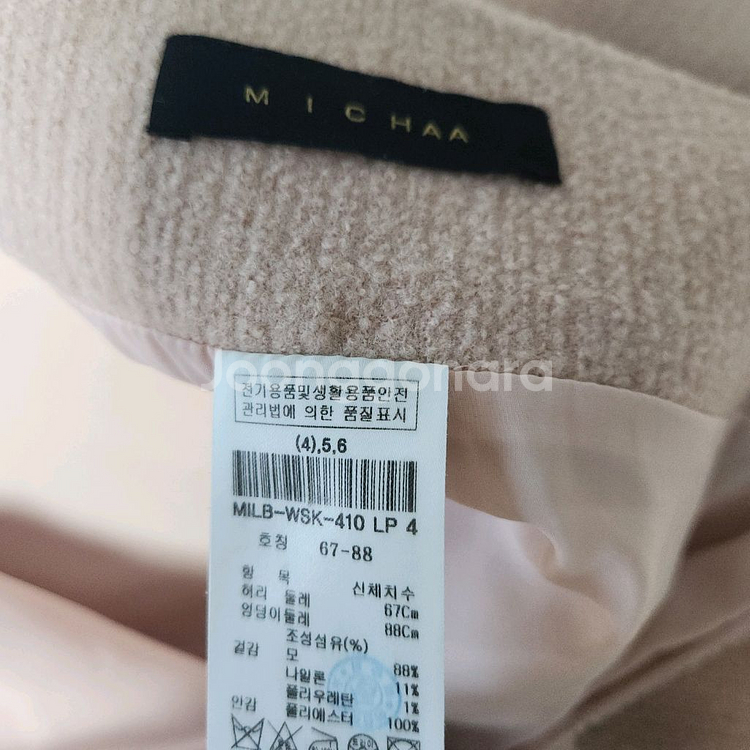 MICHAA
Joonggonara
전기용품및생활용품안전
관리법에 의한 품질표시
(4),5,6
MILB-WSK-410 LP 4
호칭 67-88
항 목 신체치수
허리 둘레 67Cm
엉덩이둘레 88Cm
조성섬유(%)
겉감 모 88%
나일론 11%
폴리우레탄 1%
안감 폴리에스터 100%